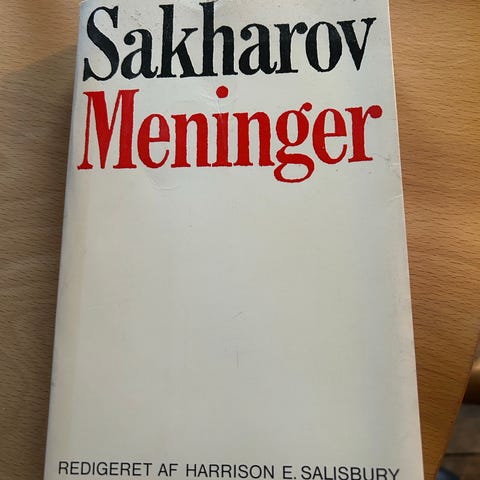 Sakharov
Meninger
REDIGERET AF HARRISON E. SALISBURY